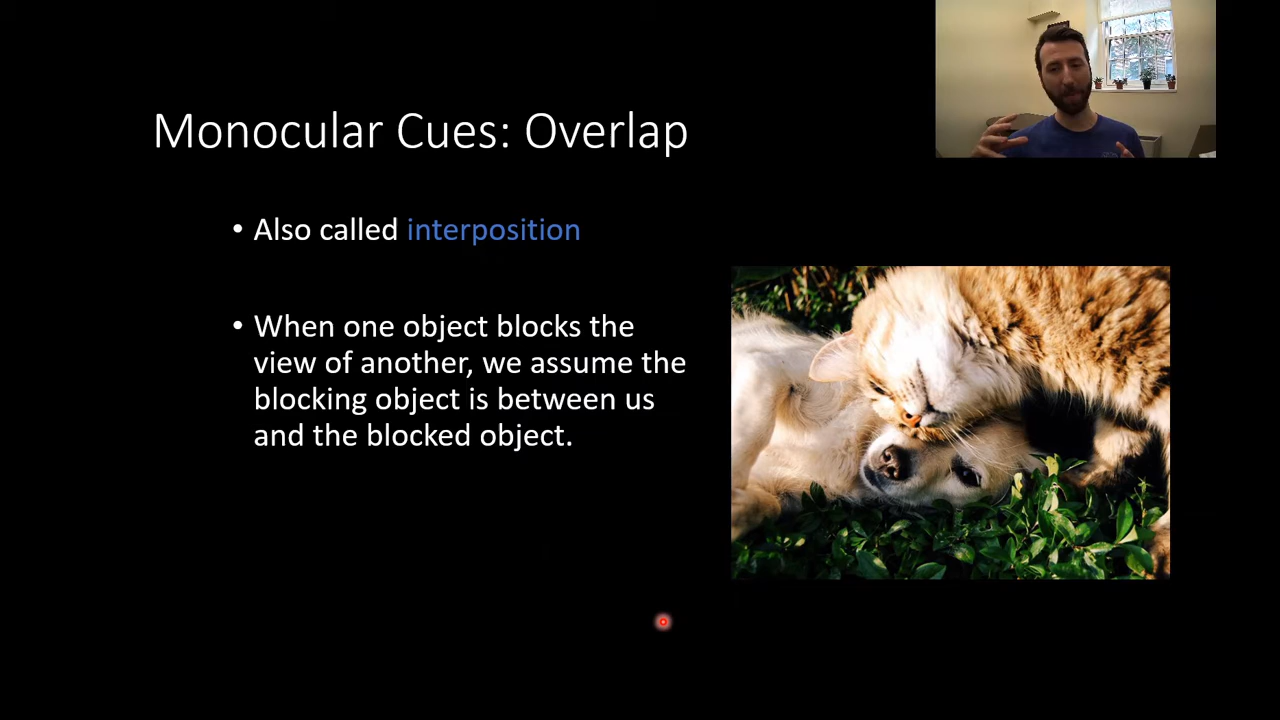 Monocular Cues: Overlap
• Also called interposition
• When one object blocks the
view of another, we assume the
blocking object is between us
and the blocked object.